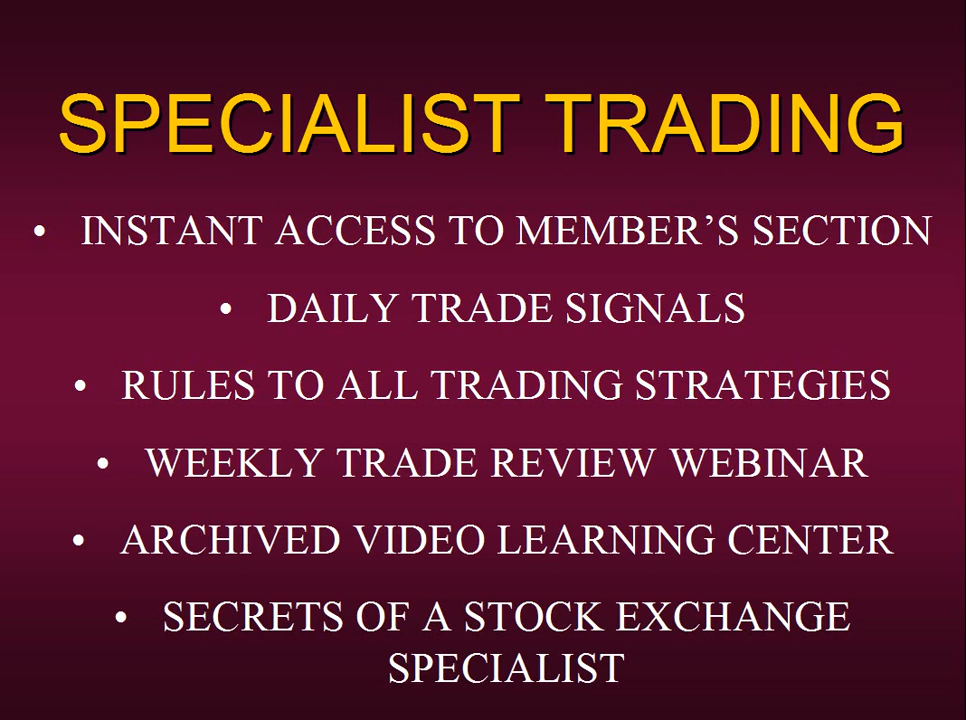 SPECIALIST TRADING
• INSTANT ACCESS TO MEMBER’S SECTION
• DAILY TRADE SIGNALS
• RULES TO ALL TRADING STRATEGIES
• WEEKLY TRADE REVIEW WEBINAR
• ARCHIVED VIDEO LEARNING CENTER
• SECRETS OF A STOCK EXCHANGE
SPECIALIST